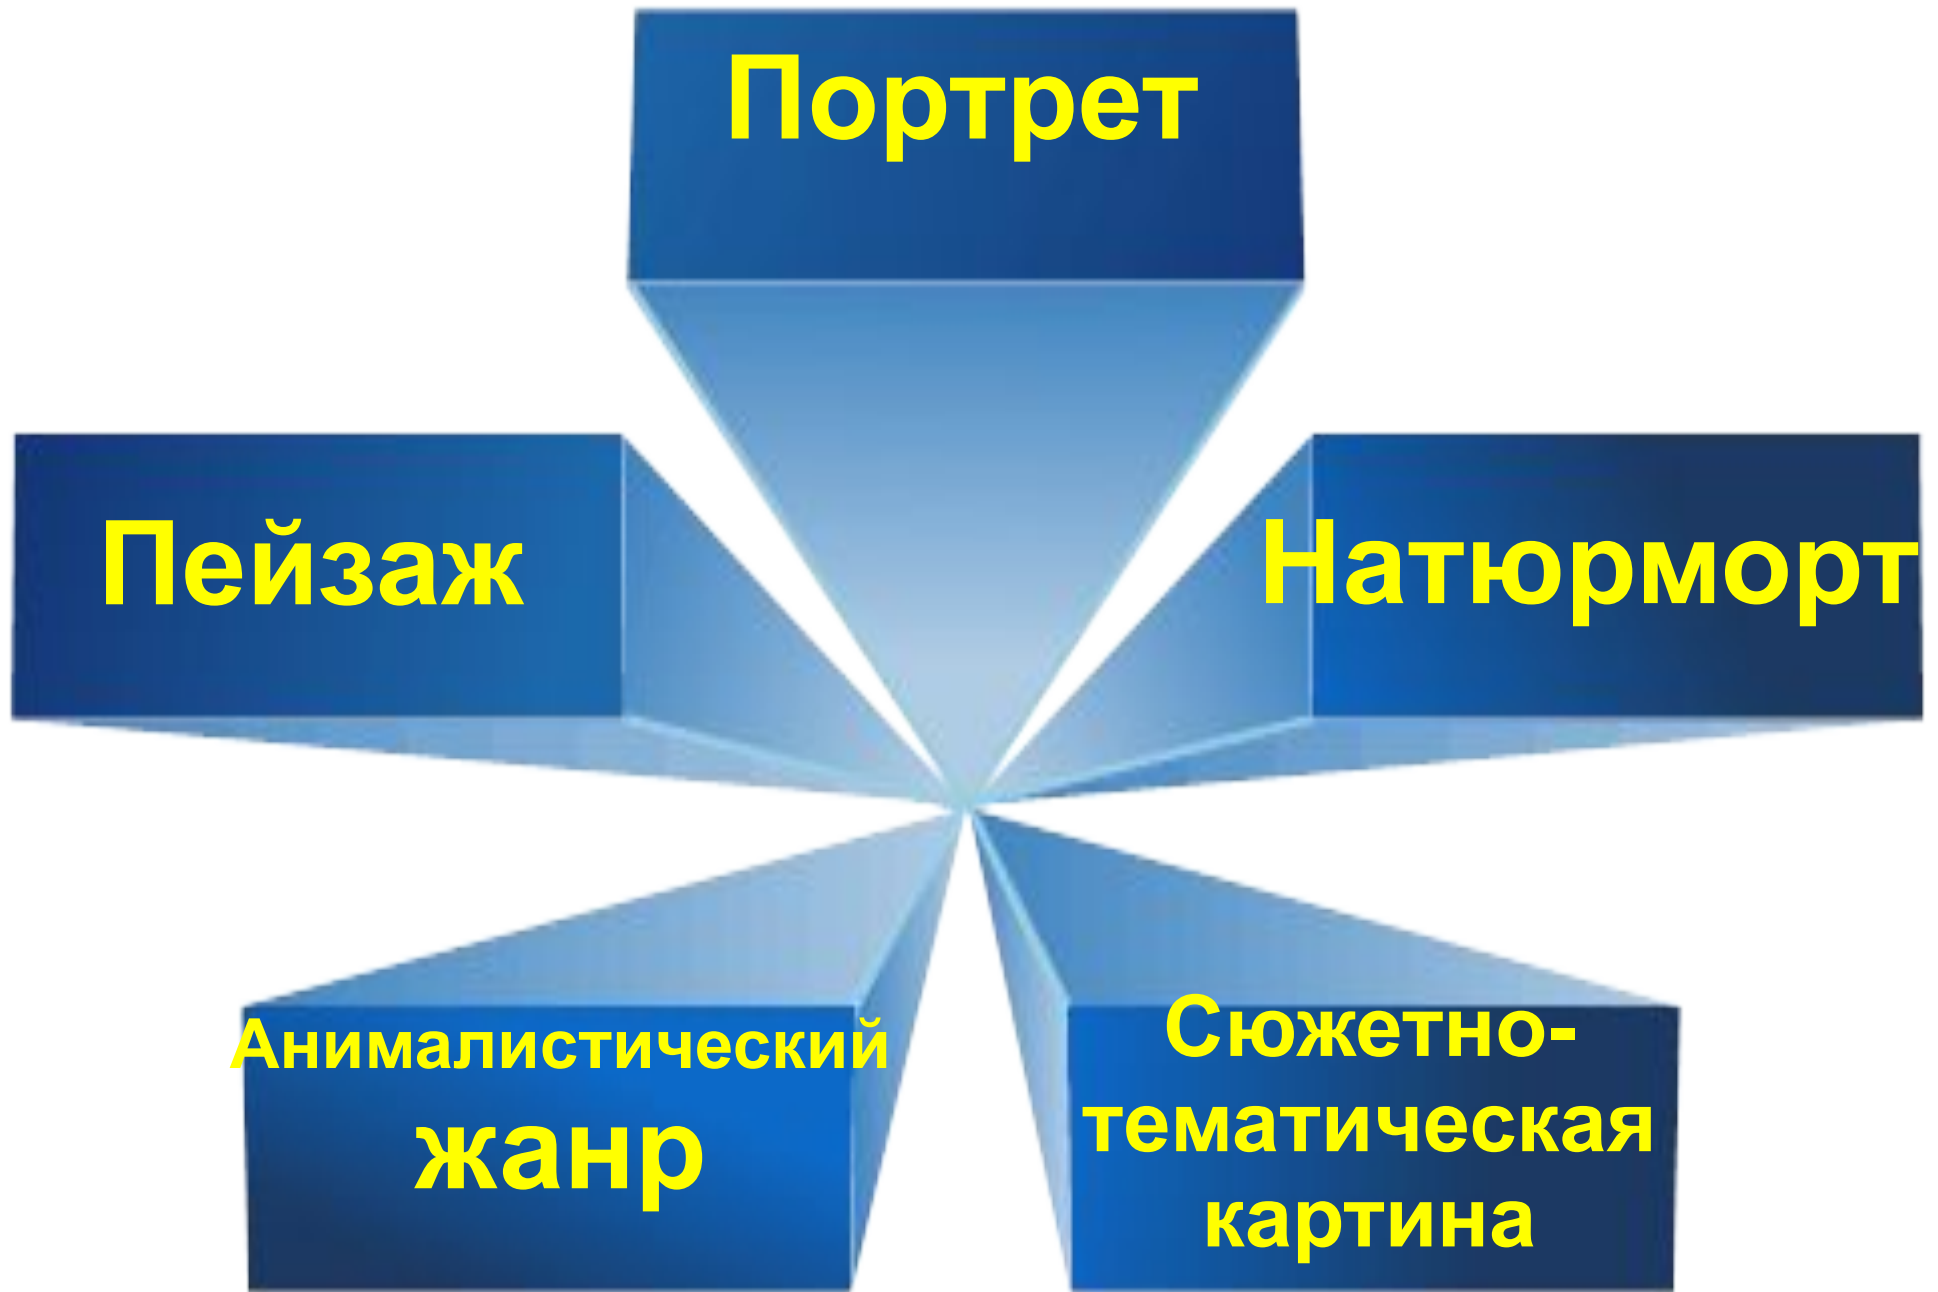 Портрет
Пейзаж
Натюрморт
Анималистический
жанр
Сюжетно-
тематическая
картина